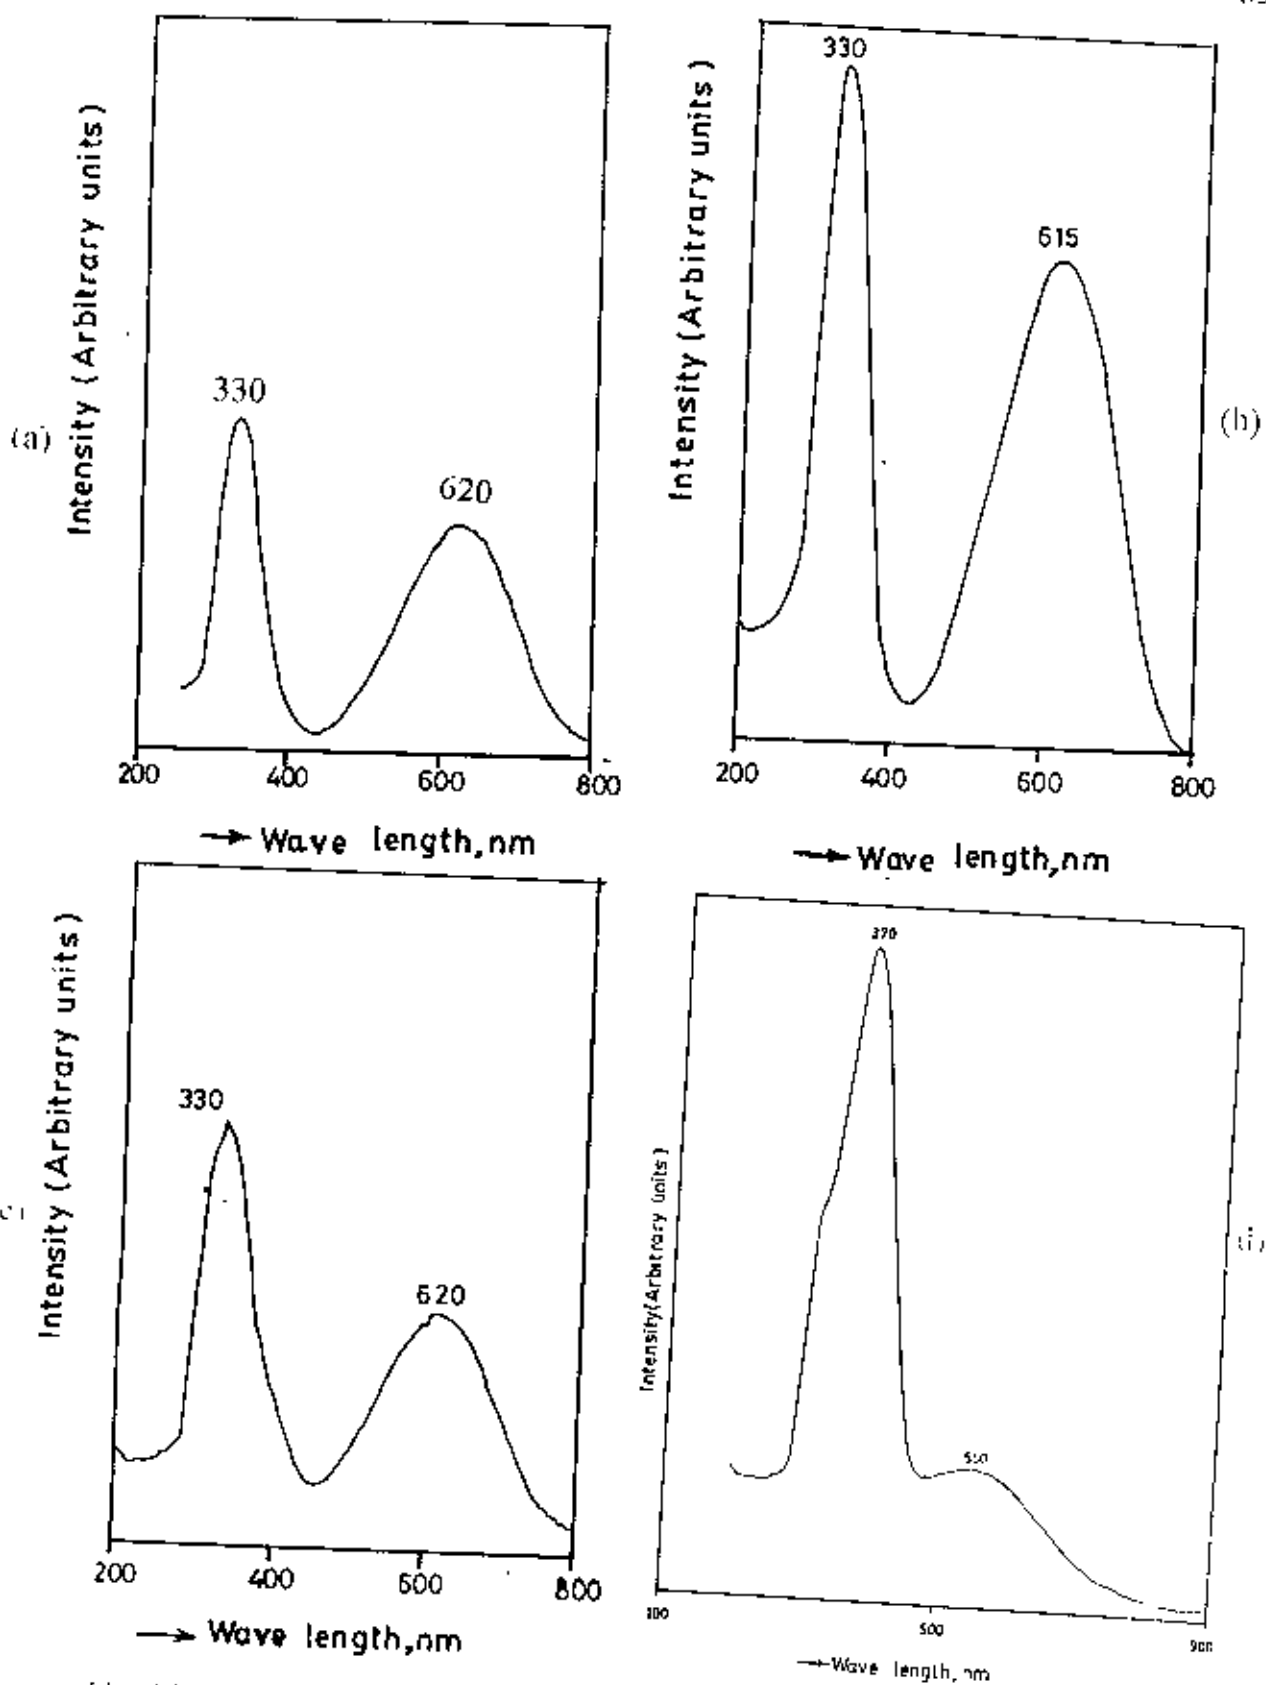 330
620
Intensity (Arbitrary units)
(a)
200 400 600 800
→ Wave length,nm
330
615
Intensity (Arbitrary units)
(b)
200 400 600 800
→ Wave length,nm
330
620
Intensity (Arbitrary units)
200 400 600 800
→ Wave length,nm
370
Intensity(Arbitrary units)
500 900
→ Wave length, nm